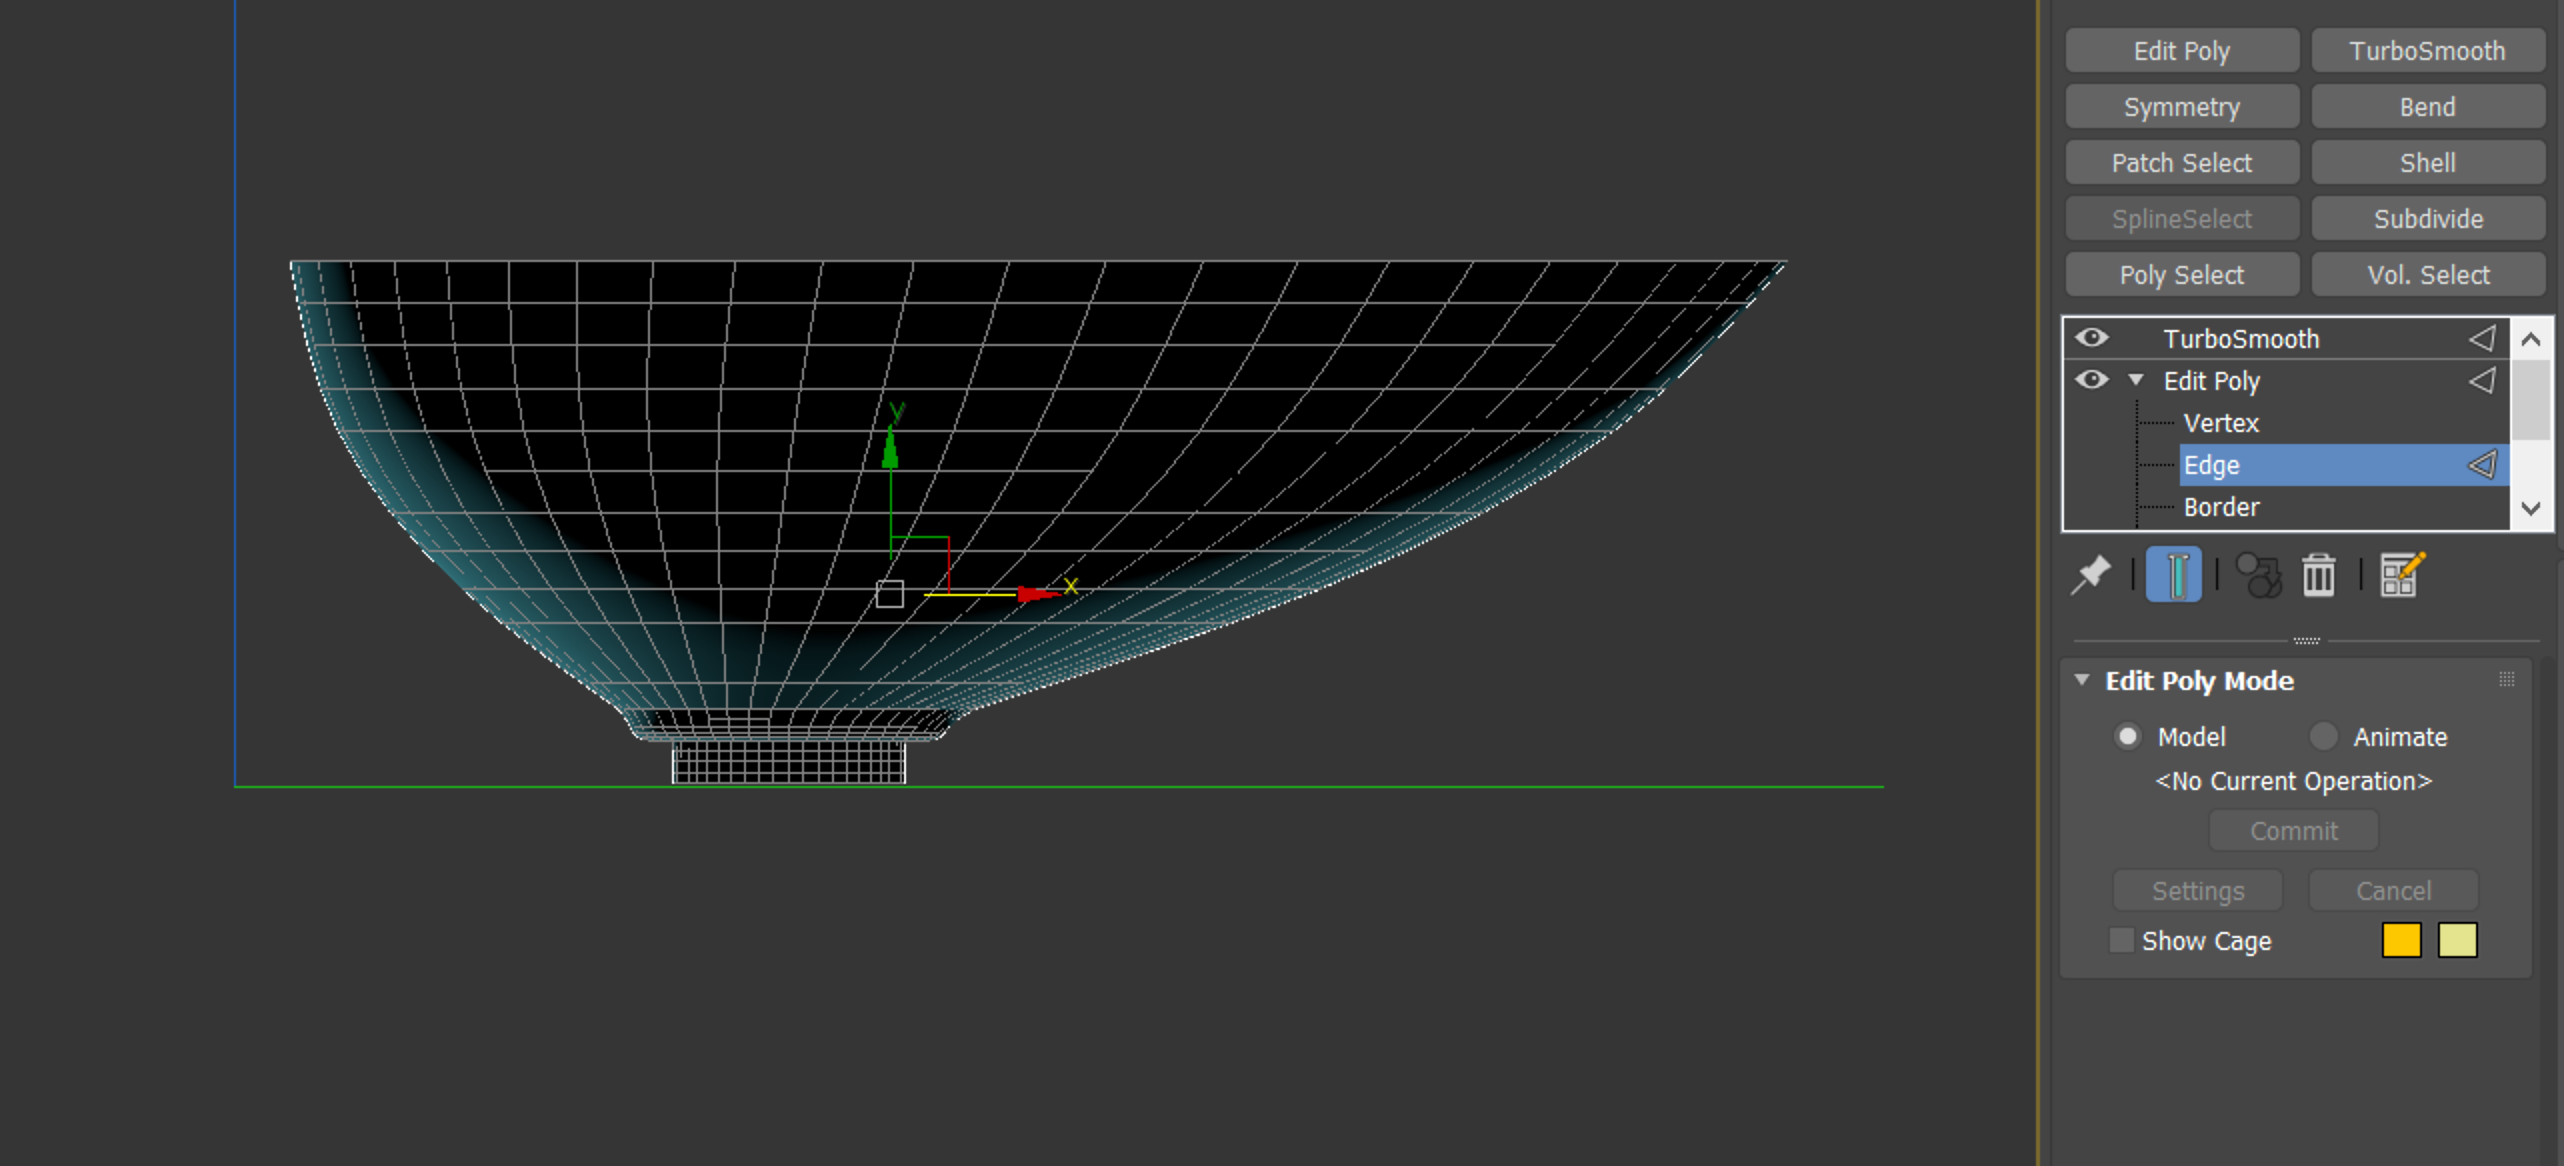 Edit Poly
TurboSmooth
Symmetry
Bend
Patch Select
Shell
SplineSelect
Subdivide
Poly Select
Vol. Select
TurboSmooth
Edit Poly
Vertex
Edge
Border
y
x
Edit Poly Mode
Model
Animate
<No Current Operation>
Commit
Settings
Cancel
Show Cage